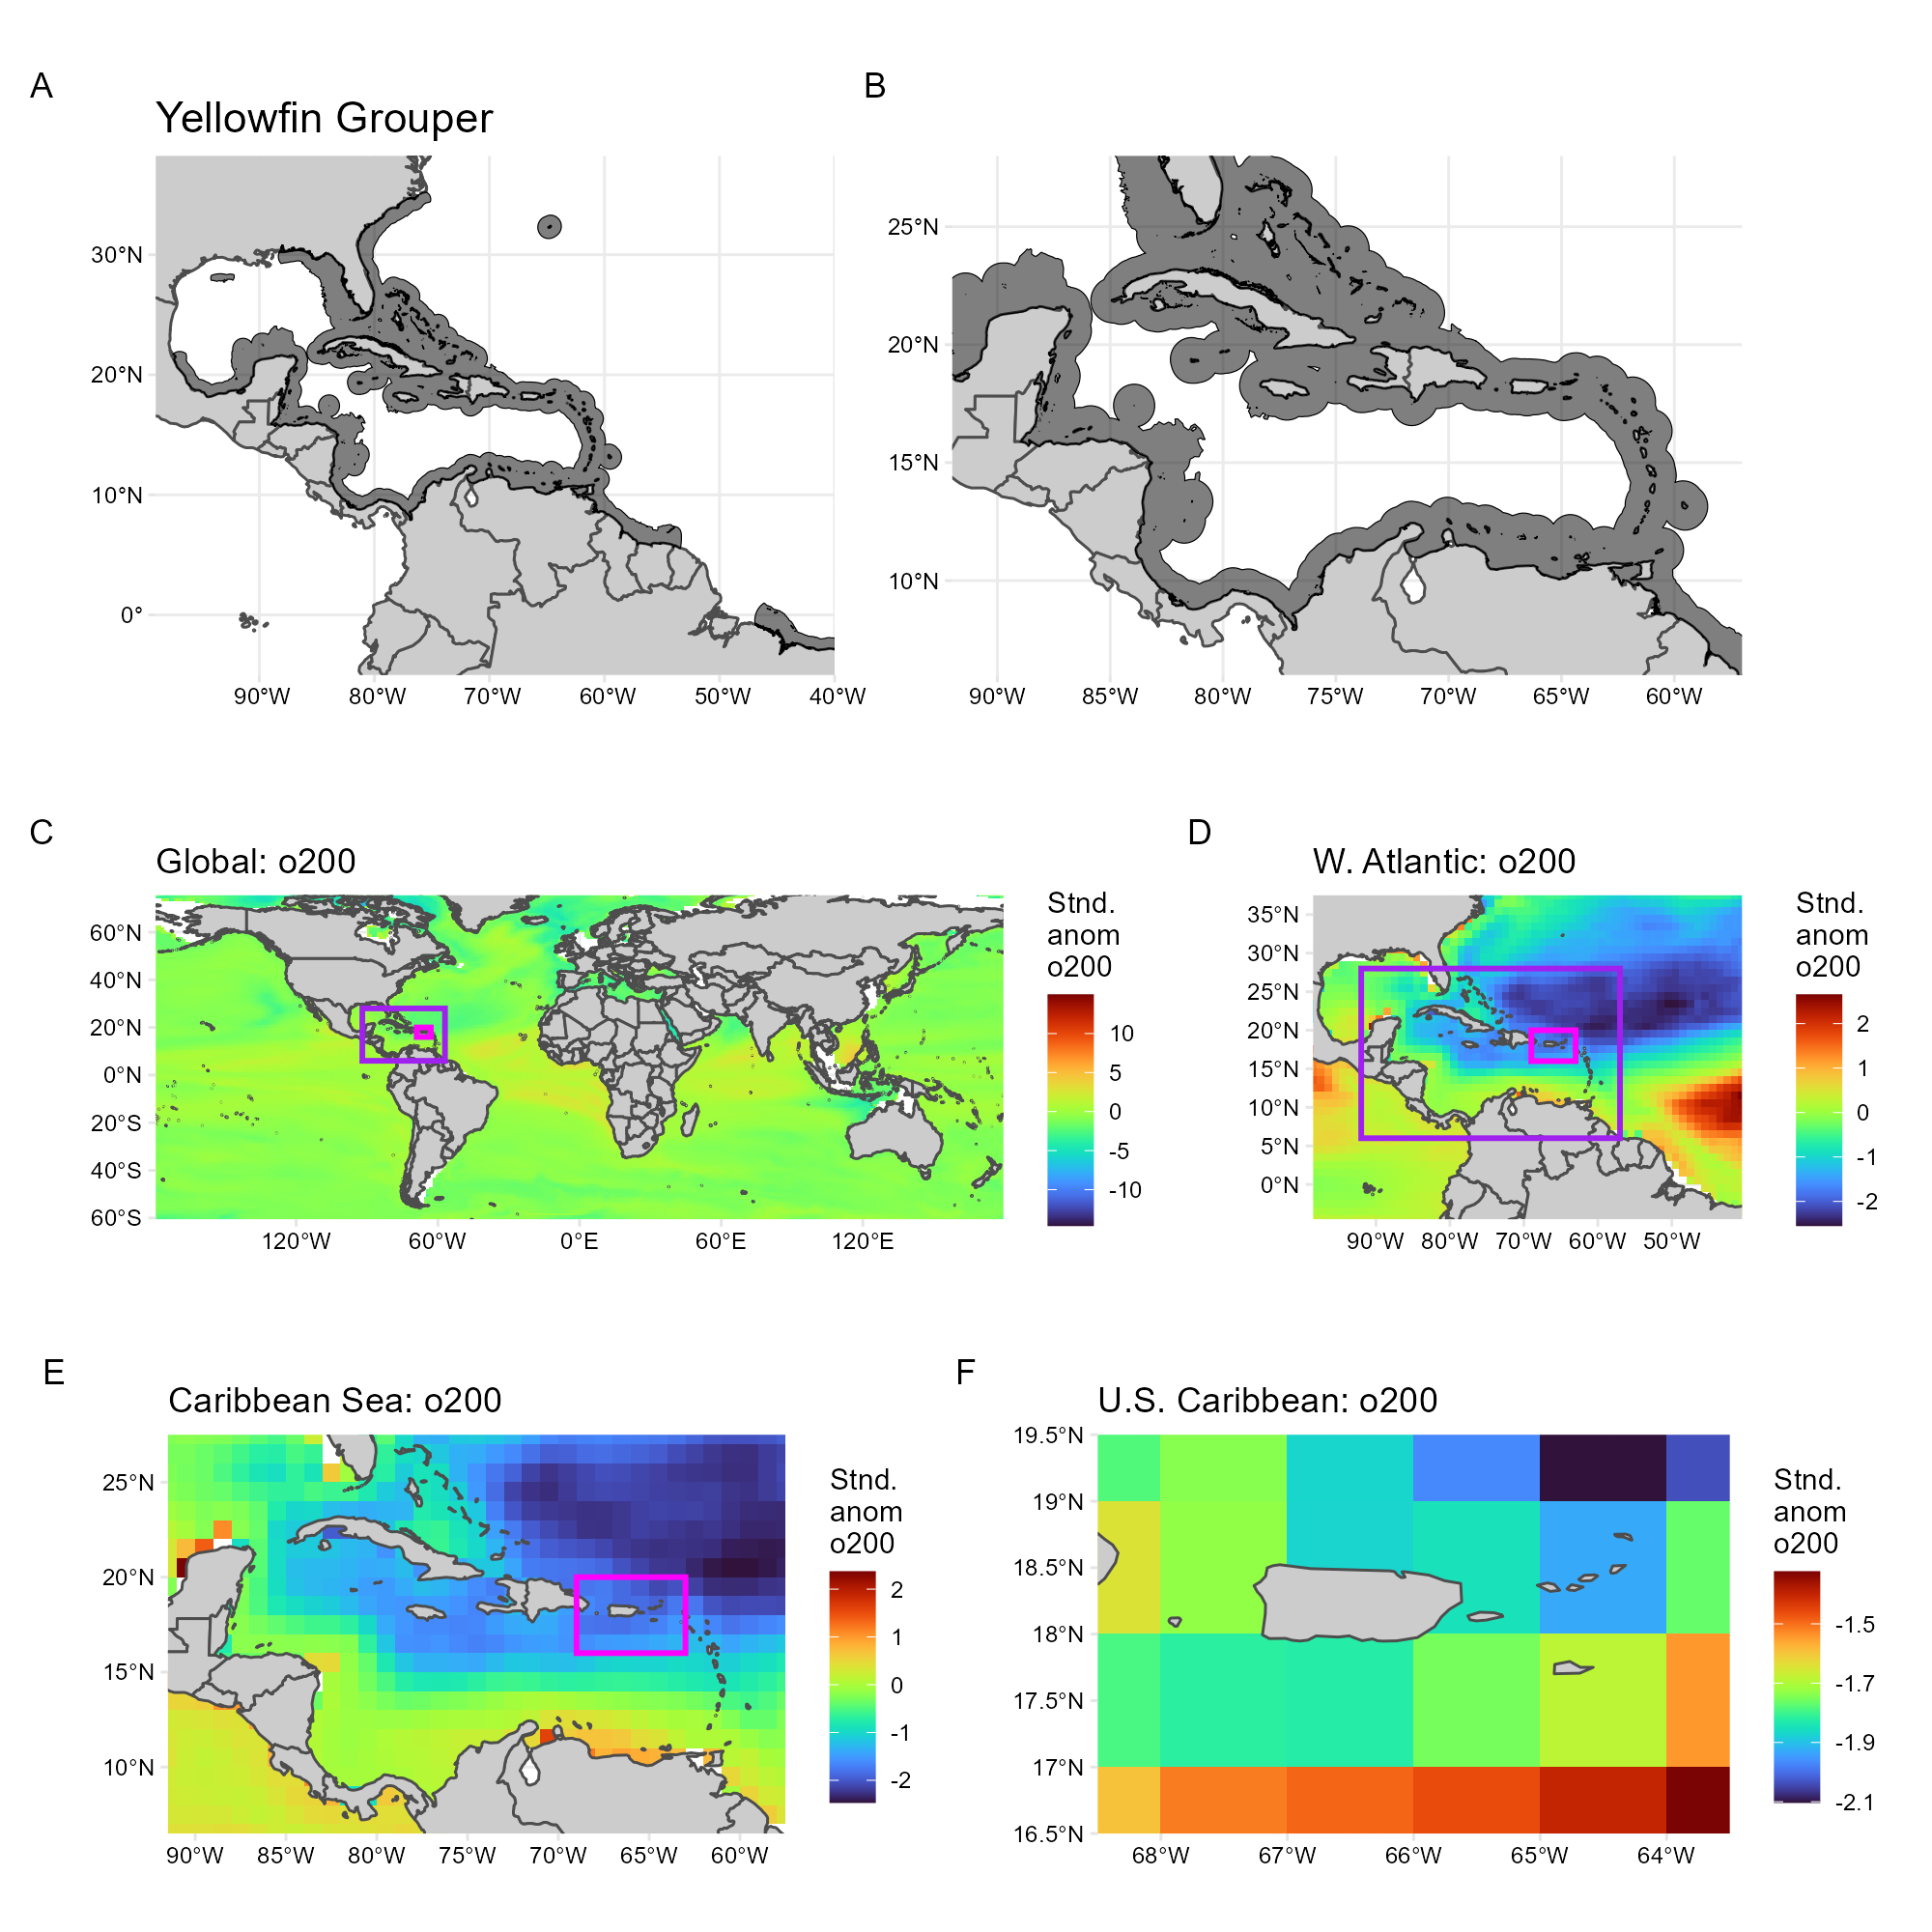 A
B
Yellowfin Grouper
30°N
20°N
10°N
0°
90°W 80°W 70°W 60°W 50°W 40°W
25°N
20°N
15°N
10°N
90°W 85°W 80°W 75°W 70°W 65°W 60°W
C
Global: o200
60°N
40°N
20°N
0°N
20°S
40°S
60°S
120°W 60°W 0°E 60°E 120°E
Stnd.
anom
o200
10
5
0
-5
-10
D
W. Atlantic: o200
35°N
30°N
25°N
20°N
15°N
10°N
5°N
0°N
90°W 80°W 70°W 60°W 50°W
Stnd.
anom
o200
2
1
0
-1
-2
E
Caribbean Sea: o200
25°N
20°N
15°N
10°N
90°W 85°W 80°W 75°W 70°W 65°W 60°W
Stnd.
anom
o200
2
1
0
-1
-2
F
U.S. Caribbean: o200
19.5°N
19°N
18.5°N
18°N
17.5°N
17°N
16.5°N
68°W 67°W 66°W 65°W 64°W
Stnd.
anom
o200
-1.5
-1.7
-1.9
-2.1